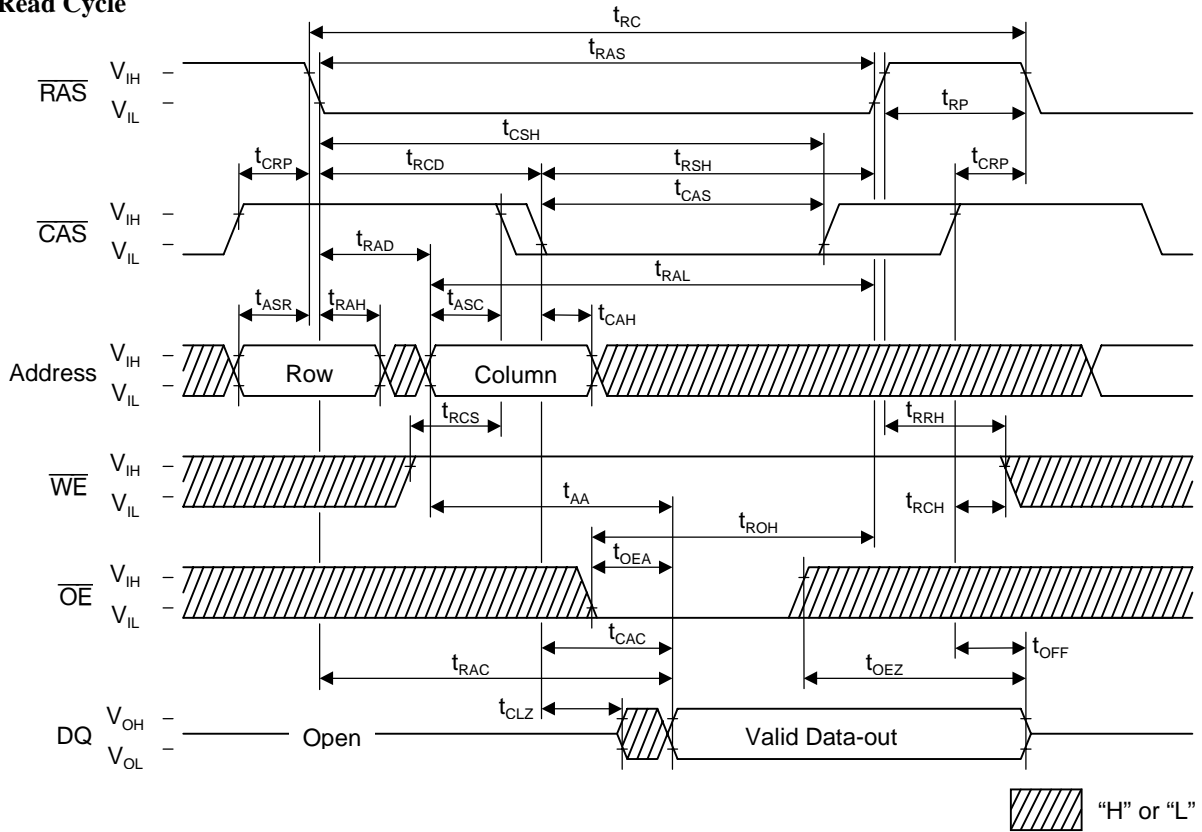 Read Cycle
tRC
tRAS
RAS VIH
VIL
tRP
tCSH
tCRP tRCD tRSH tCRP
tCAS
CAS VIH
VIL
tRAD
tRAL
tASR tRAH tASC tCAH
Address VIH
VIL
Row Column
tRCS tRRH
WE VIH
VIL
tAA tRCH
tROH
tOEA
OE VIH
VIL
tCAC tOFF
tRAC tOEZ
tCLZ
DQ VOH
VOL
Open Valid Data-out
“H” or “L”